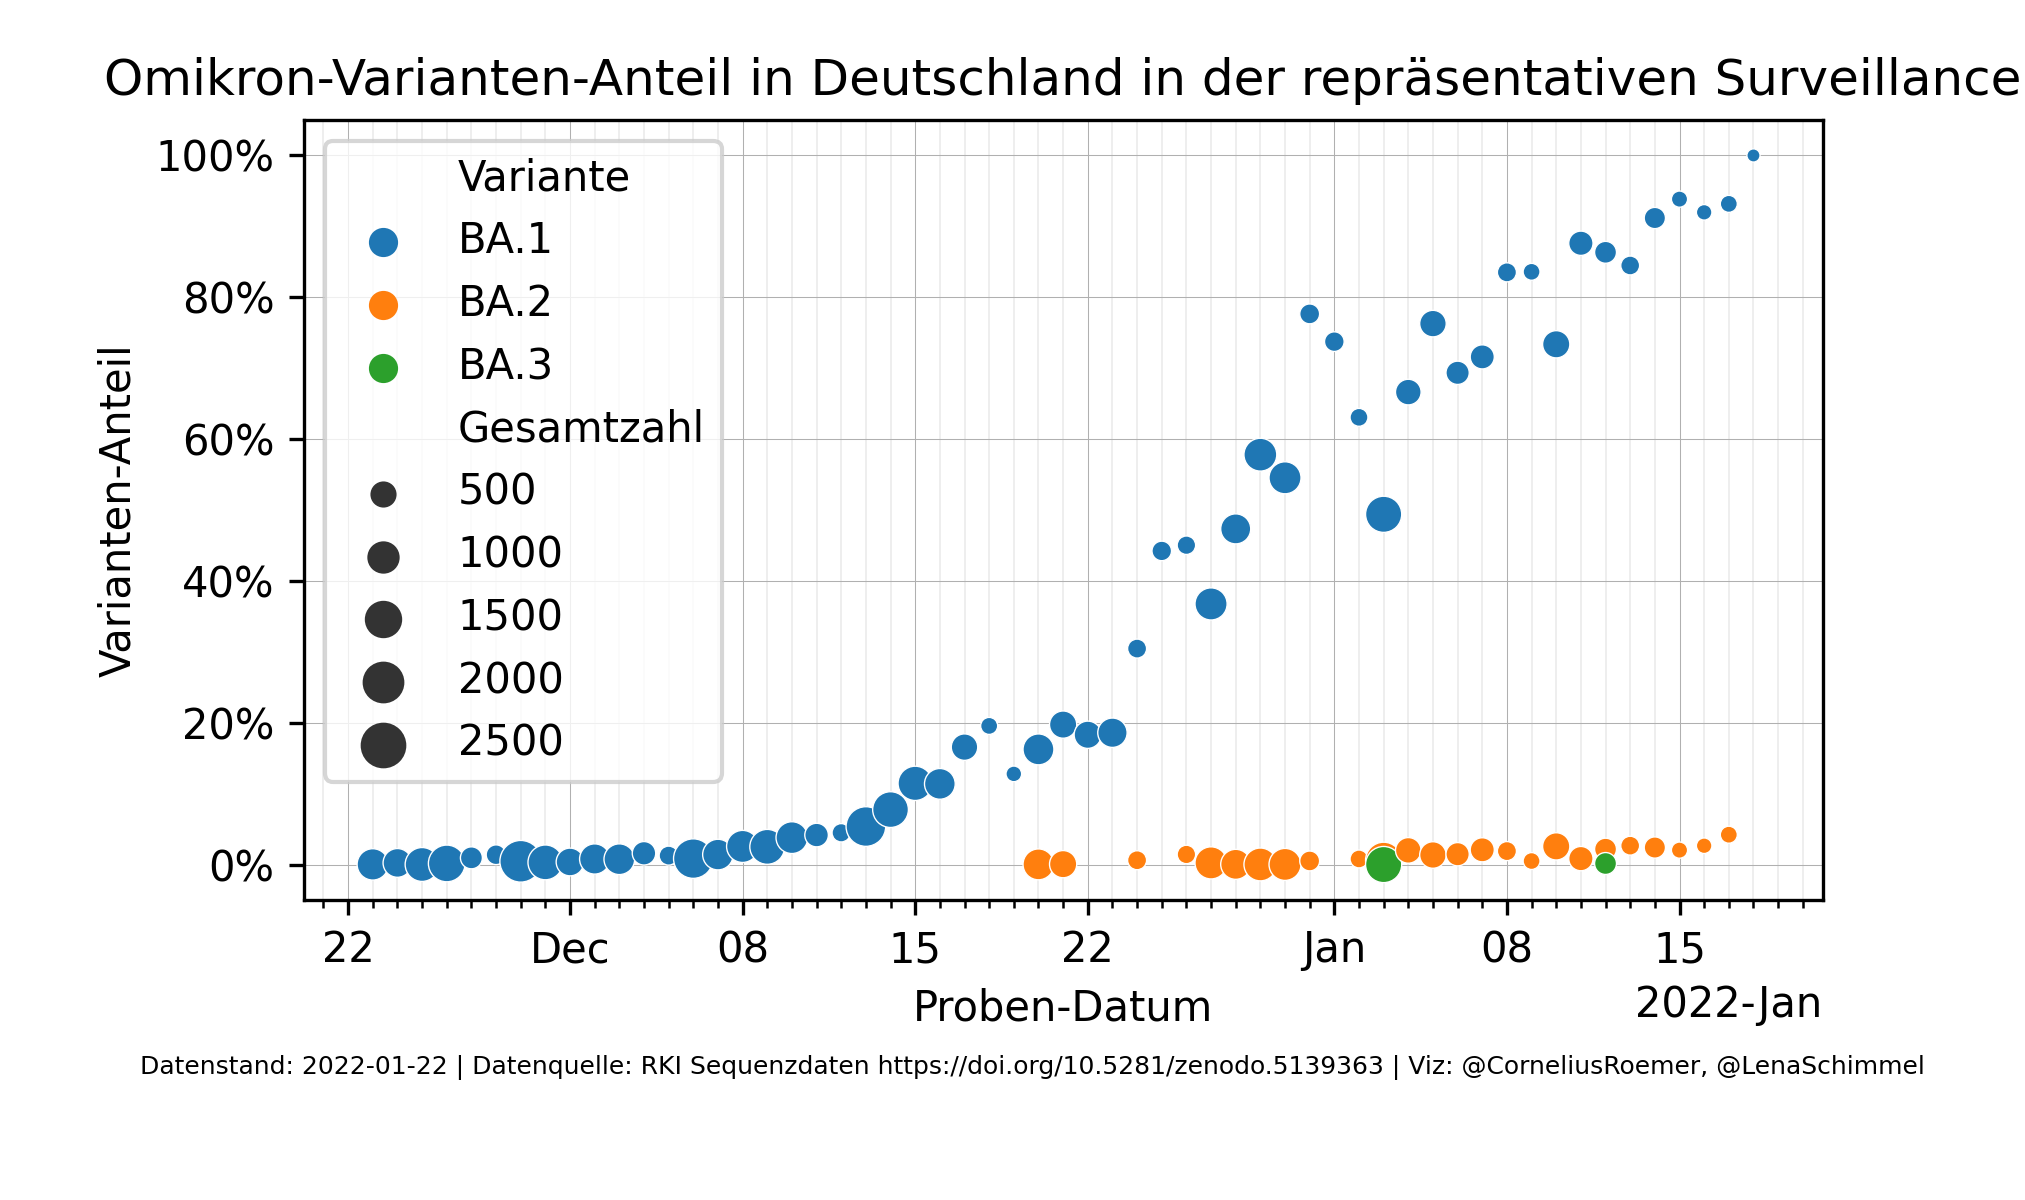 Omikron-Varianten-Anteil in Deutschland in der repräsentativen Surveillance
Varianten-Anteil
100%
80%
60%
40%
20%
0%
Variante
BA.1
BA.2
BA.3
Gesamtzahl
500
1000
1500
2000
2500
22 Dec 08 15 22 Jan 08 15
Proben-Datum
2022-Jan
Datenstand: 2022-01-22 | Datenquelle: RKI Sequenzdaten https://doi.org/10.5281/zenodo.5139363 | Viz: @CorneliusRoemer, @LenaSchimmel